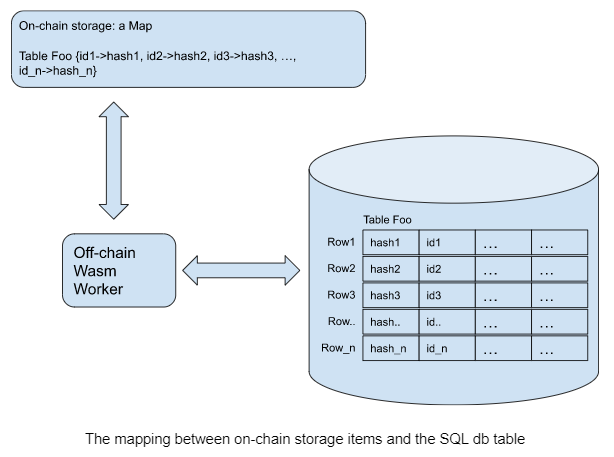 On-chain storage: a Map
Table Foo {id1->hash1, id2->hash2, id3->hash3, …,
id_n->hash_n}
Off-chain
Wasm
Worker
Table Foo
Row1 hash1 id1 ... ...
Row2 hash2 id2 ... ...
Row3 hash3 id3 ... ...
Row.. hash.. id.. ... ...
Row_n hash_n id_n ... ...
The mapping between on-chain storage items and the SQL db table